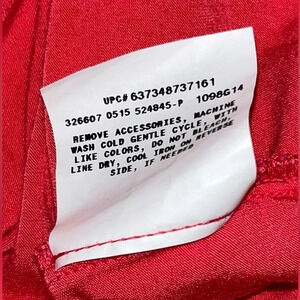 UPC# 637348737161
326607 0515 524845-P 1098G14
REMOVE ACCESSORIES, MACHINE
WASH COLD GENTLE CYCLE, WITH
LIKE COLORS, DO NOT BLEACH,
LINE DRY, COOL IRON ON REVERSE
SIDE, IF NEEDED